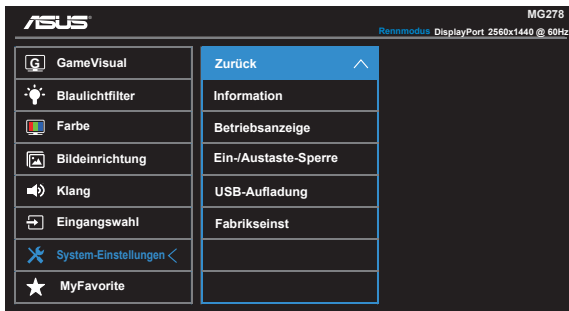 ASUS
MG278
Rennmodus DisplayPort 2560x1440 @ 60Hz
G GameVisual
Blaulichtfilter
Farbe
Bildeinrichtung
Klang
Eingangswahl
System-Einstellungen
MyFavorite
Zurück
Information
Betriebsanzeige
Ein-/Austaste-Sperre
USB-Aufladung
Fabrikseinst